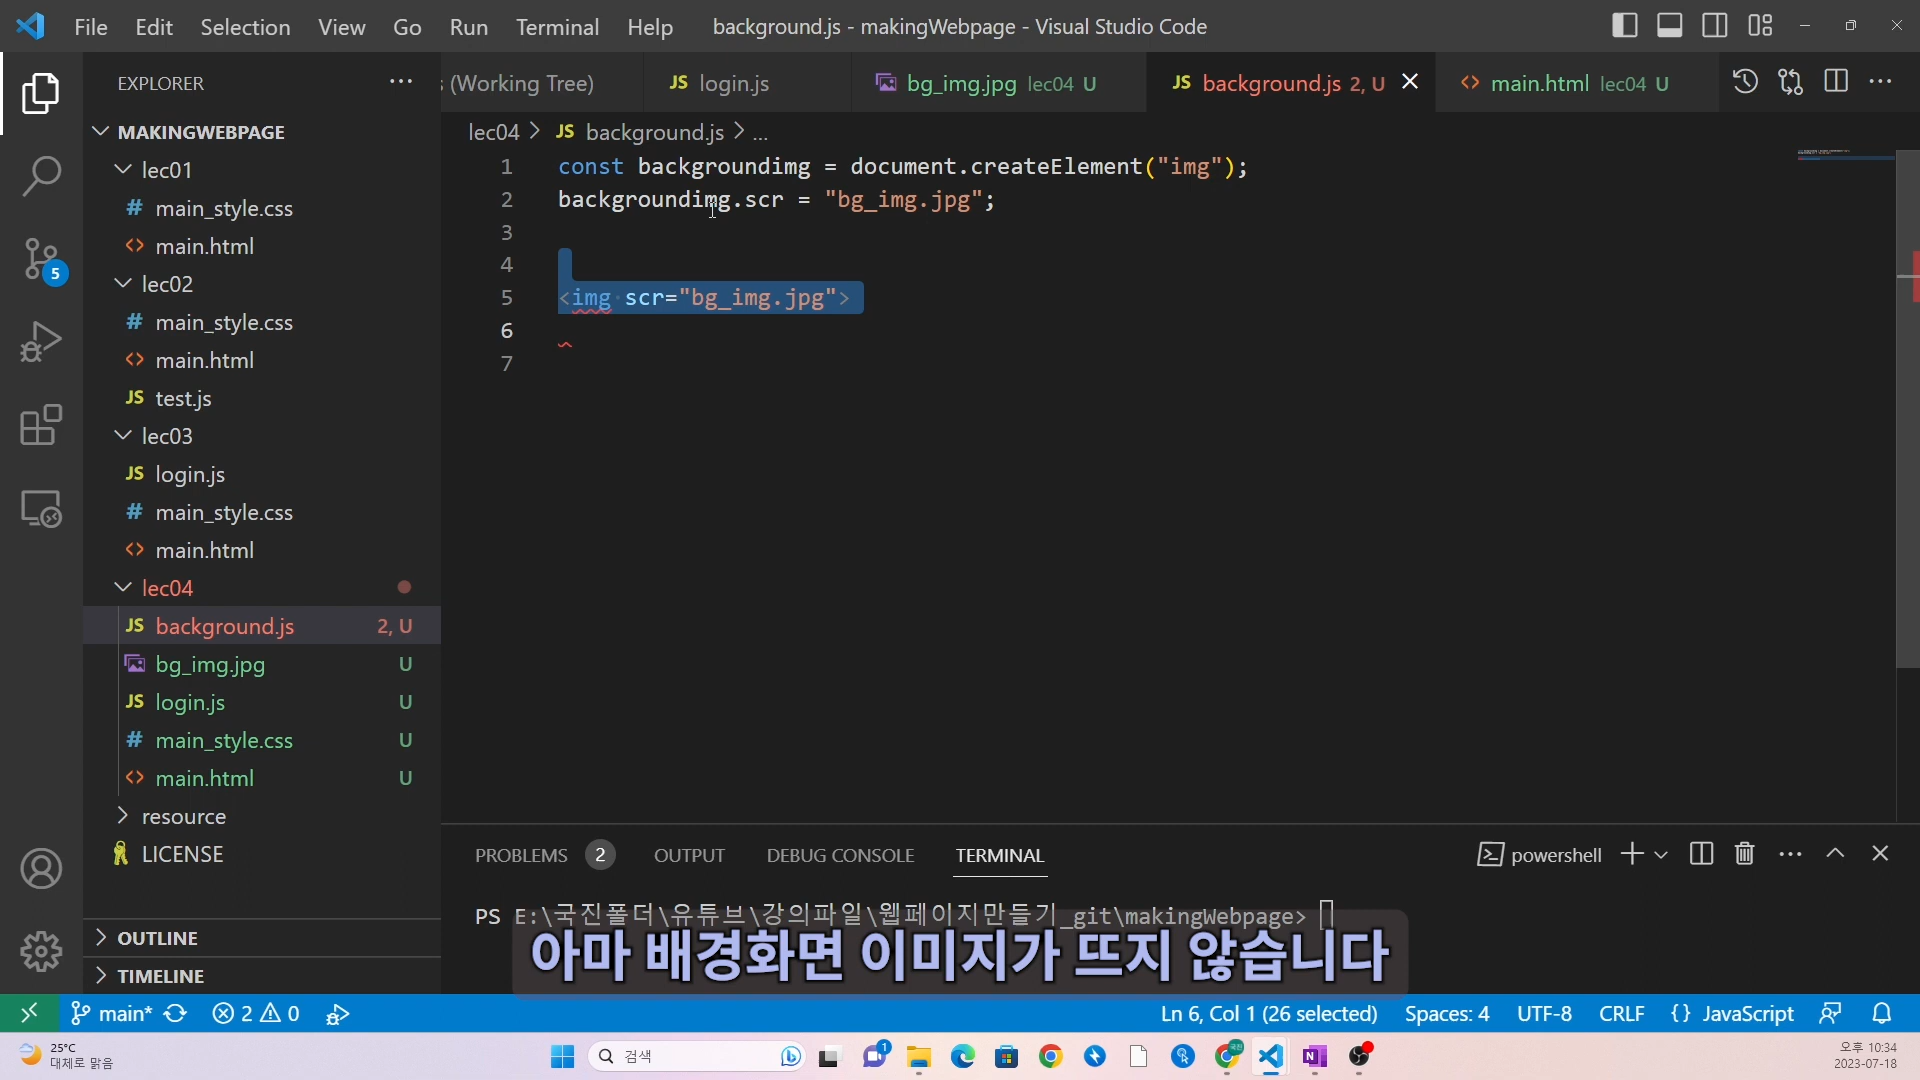 File Edit Selection View Go Run Terminal Help background.js - makingWebpage - Visual Studio Code
EXPLORER
(Working Tree) JS login.js bg_img.jpg lec04 U JS background.js 2, U <> main.html lec04 U
MAKINGWEBPAGE
lec01
# main_style.css
<> main.html
lec02
# main_style.css
<> main.html
JS test.js
lec03
JS login.js
# main_style.css
<> main.html
lec04
JS background.js 2, U
bg_img.jpg U
JS login.js U
# main_style.css U
<> main.html U
resource
LICENSE
OUTLINE
TIMELINE
lec04 > JS background.js > ...
1 const backgroundimg = document.createElement("img");
2 backgroundimg.scr = "bg_img.jpg";
3
4
5 <img scr="bg_img.jpg">
6
7
PROBLEMS 2 OUTPUT DEBUG CONSOLE TERMINAL powershell
PS E:\국진폴더\유튜브\강의파일\웹페이지만들기_git\makingWebpage>
아마 배경화면 이미지가 뜨지 않습니다
main* 2 0 Ln 6, Col 1 (26 selected) Spaces: 4 UTF-8 CRLF {} JavaScript
25°C
대체로 맑음
검색
1
오후 10:34
2023-07-18
5